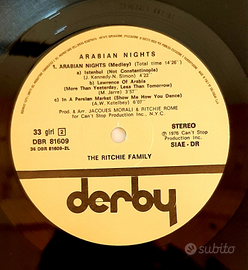 ARABIAN NIGHTS
1. ARABIAN NIGHTS (Medley) (Total time 14'26")
a) Istanbul (Not Constantinople)
(J. Kennedy-N. Simon) 4'22"
b) Lawrence Of Arabia
(More Than Yesterday, Less Than Tomorrow)
(M. Jarre) 3'57"
c) In A Persian Market (Show Me How You Dance)
(A.W. Kotelbey) 6'07"
Prod. & Arr. JACQUES MORALI & RITCHIE ROME
for Can't Stop Production Inc., N.Y.C.
33 giri 2
DBR 81609
STEREO
℗ 1976 Can't Stop
Production Inc.
SIAE - DR
THE RITCHIE FAMILY
derby
subito